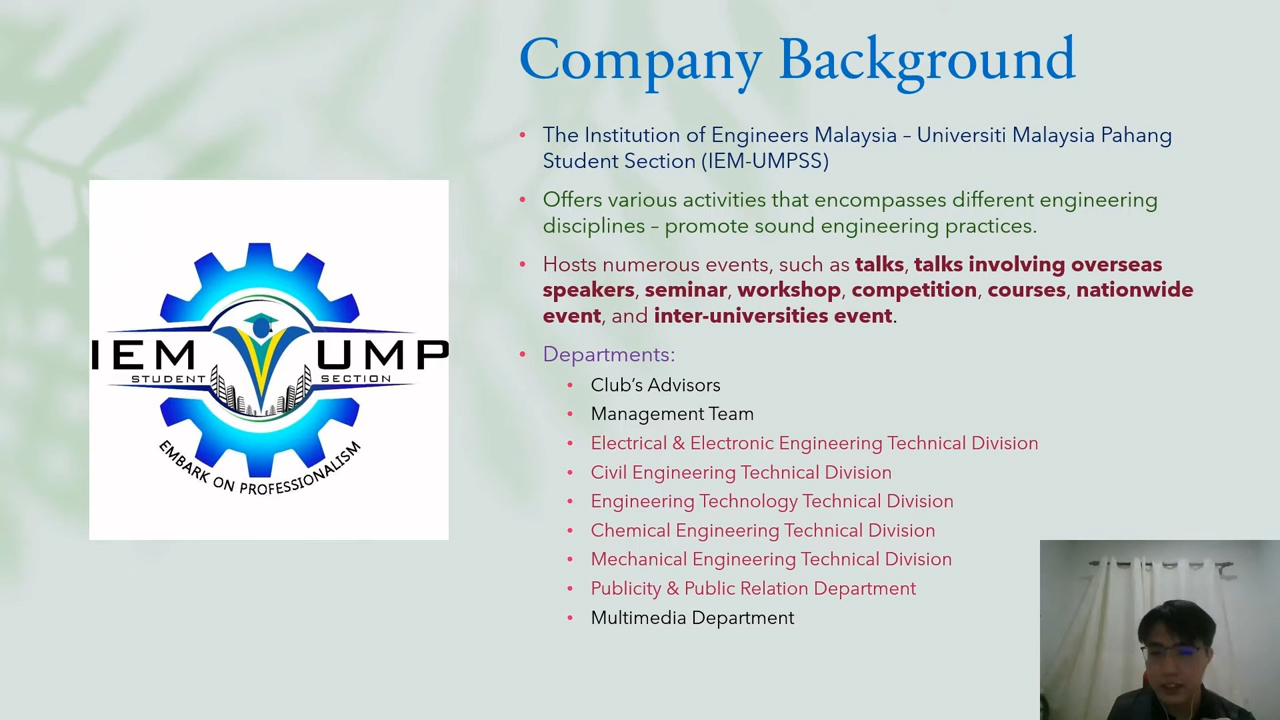 Company Background
• The Institution of Engineers Malaysia – Universiti Malaysia Pahang
Student Section (IEM-UMPSS)
• Offers various activities that encompasses different engineering
disciplines – promote sound engineering practices.
• Hosts numerous events, such as talks, talks involving overseas
speakers, seminar, workshop, competition, courses, nationwide
event, and inter-universities event.
• Departments:
• Club's Advisors
• Management Team
• Electrical & Electronic Engineering Technical Division
• Civil Engineering Technical Division
• Engineering Technology Technical Division
• Chemical Engineering Technical Division
• Mechanical Engineering Technical Division
• Publicity & Public Relation Department
• Multimedia Department
IEM UMP
STUDENT SECTION
EMBARK ON PROFESSIONALISM